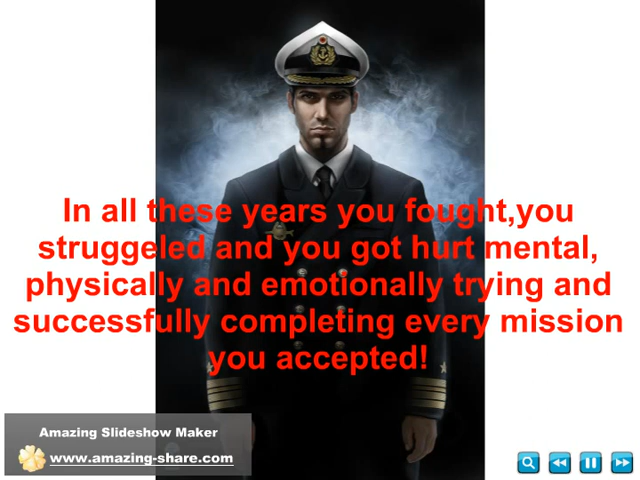 In all these years you fought,you
struggeled and you got hurt mental,
physically and emotionally trying and
successfully completing every mission
you accepted!
Amazing Slideshow Maker
www.amazing-share.com